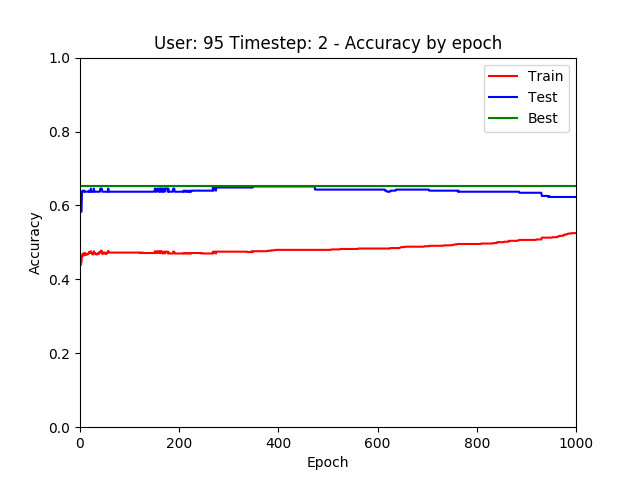 User: 95 Timestep: 2 - Accuracy by epoch
1.0
0.8
0.6
0.4
0.2
0.0
Accuracy
Train
Test
Best
0 200 400 600 800 1000
Epoch